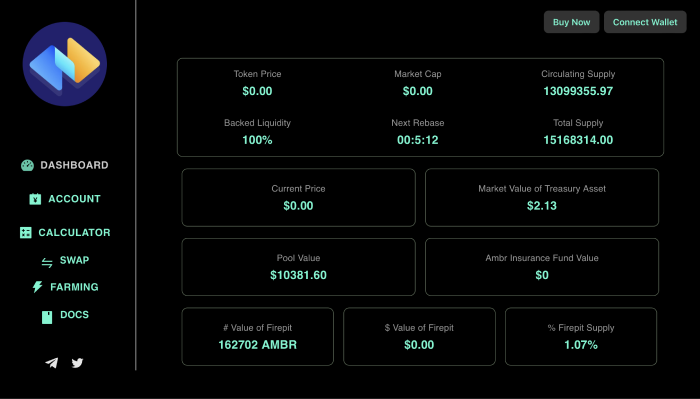 Buy Now
Connect Wallet
Token Price
Market Cap
Circulating Supply
$0.00
$0.00
13099355.97
Backed Liquidity
Next Rebase
Total Supply
100%
00:5:12
15168314.00
DASHBOARD
ACCOUNT
CALCULATOR
SWAP
FARMING
DOCS
Current Price
$0.00
Market Value of Treasury Asset
$2.13
Pool Value
$10381.60
Ambr Insurance Fund Value
$0
# Value of Firepit
162702 AMBR
$ Value of Firepit
$0.00
% Firepit Supply
1.07%